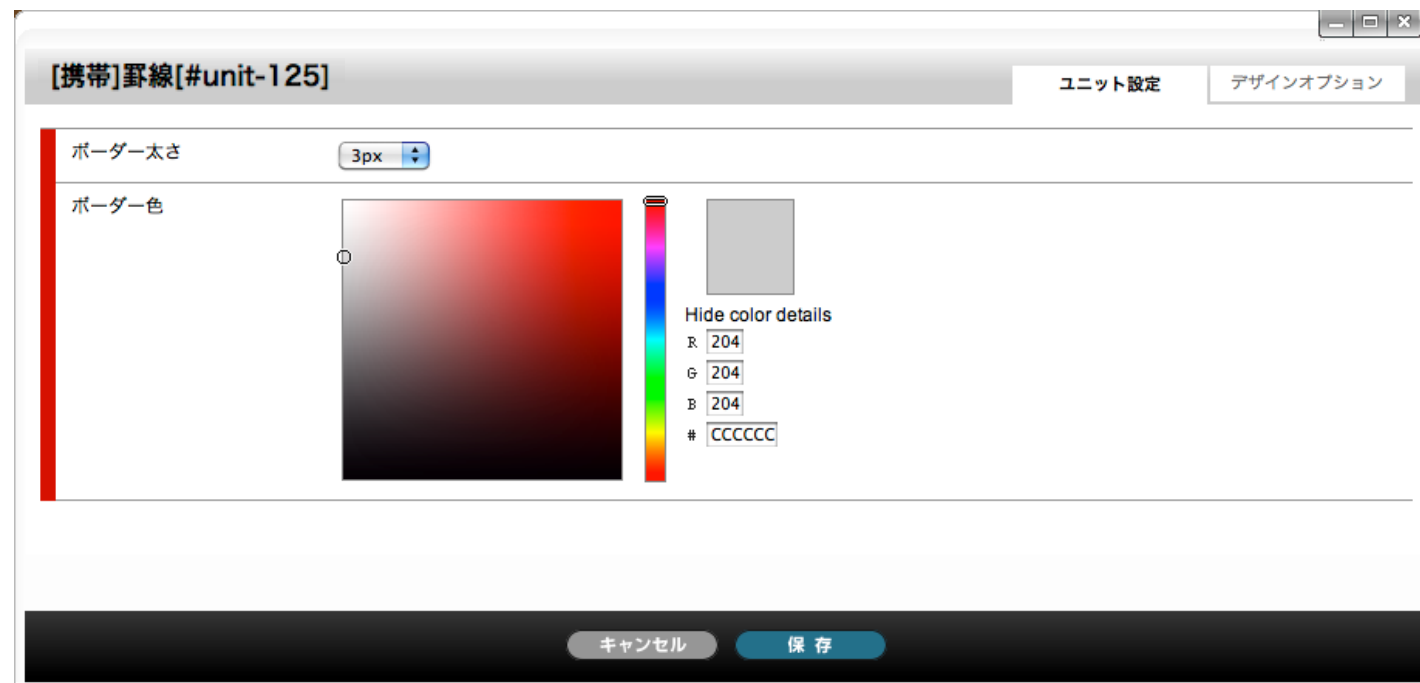 [携帯]罫線[#unit-125]
ユニット設定
デザインオプション
ボーダー太さ
3px
ボーダー色
Hide color details
R 204
G 204
B 204
# CCCCCC
キャンセル
保存